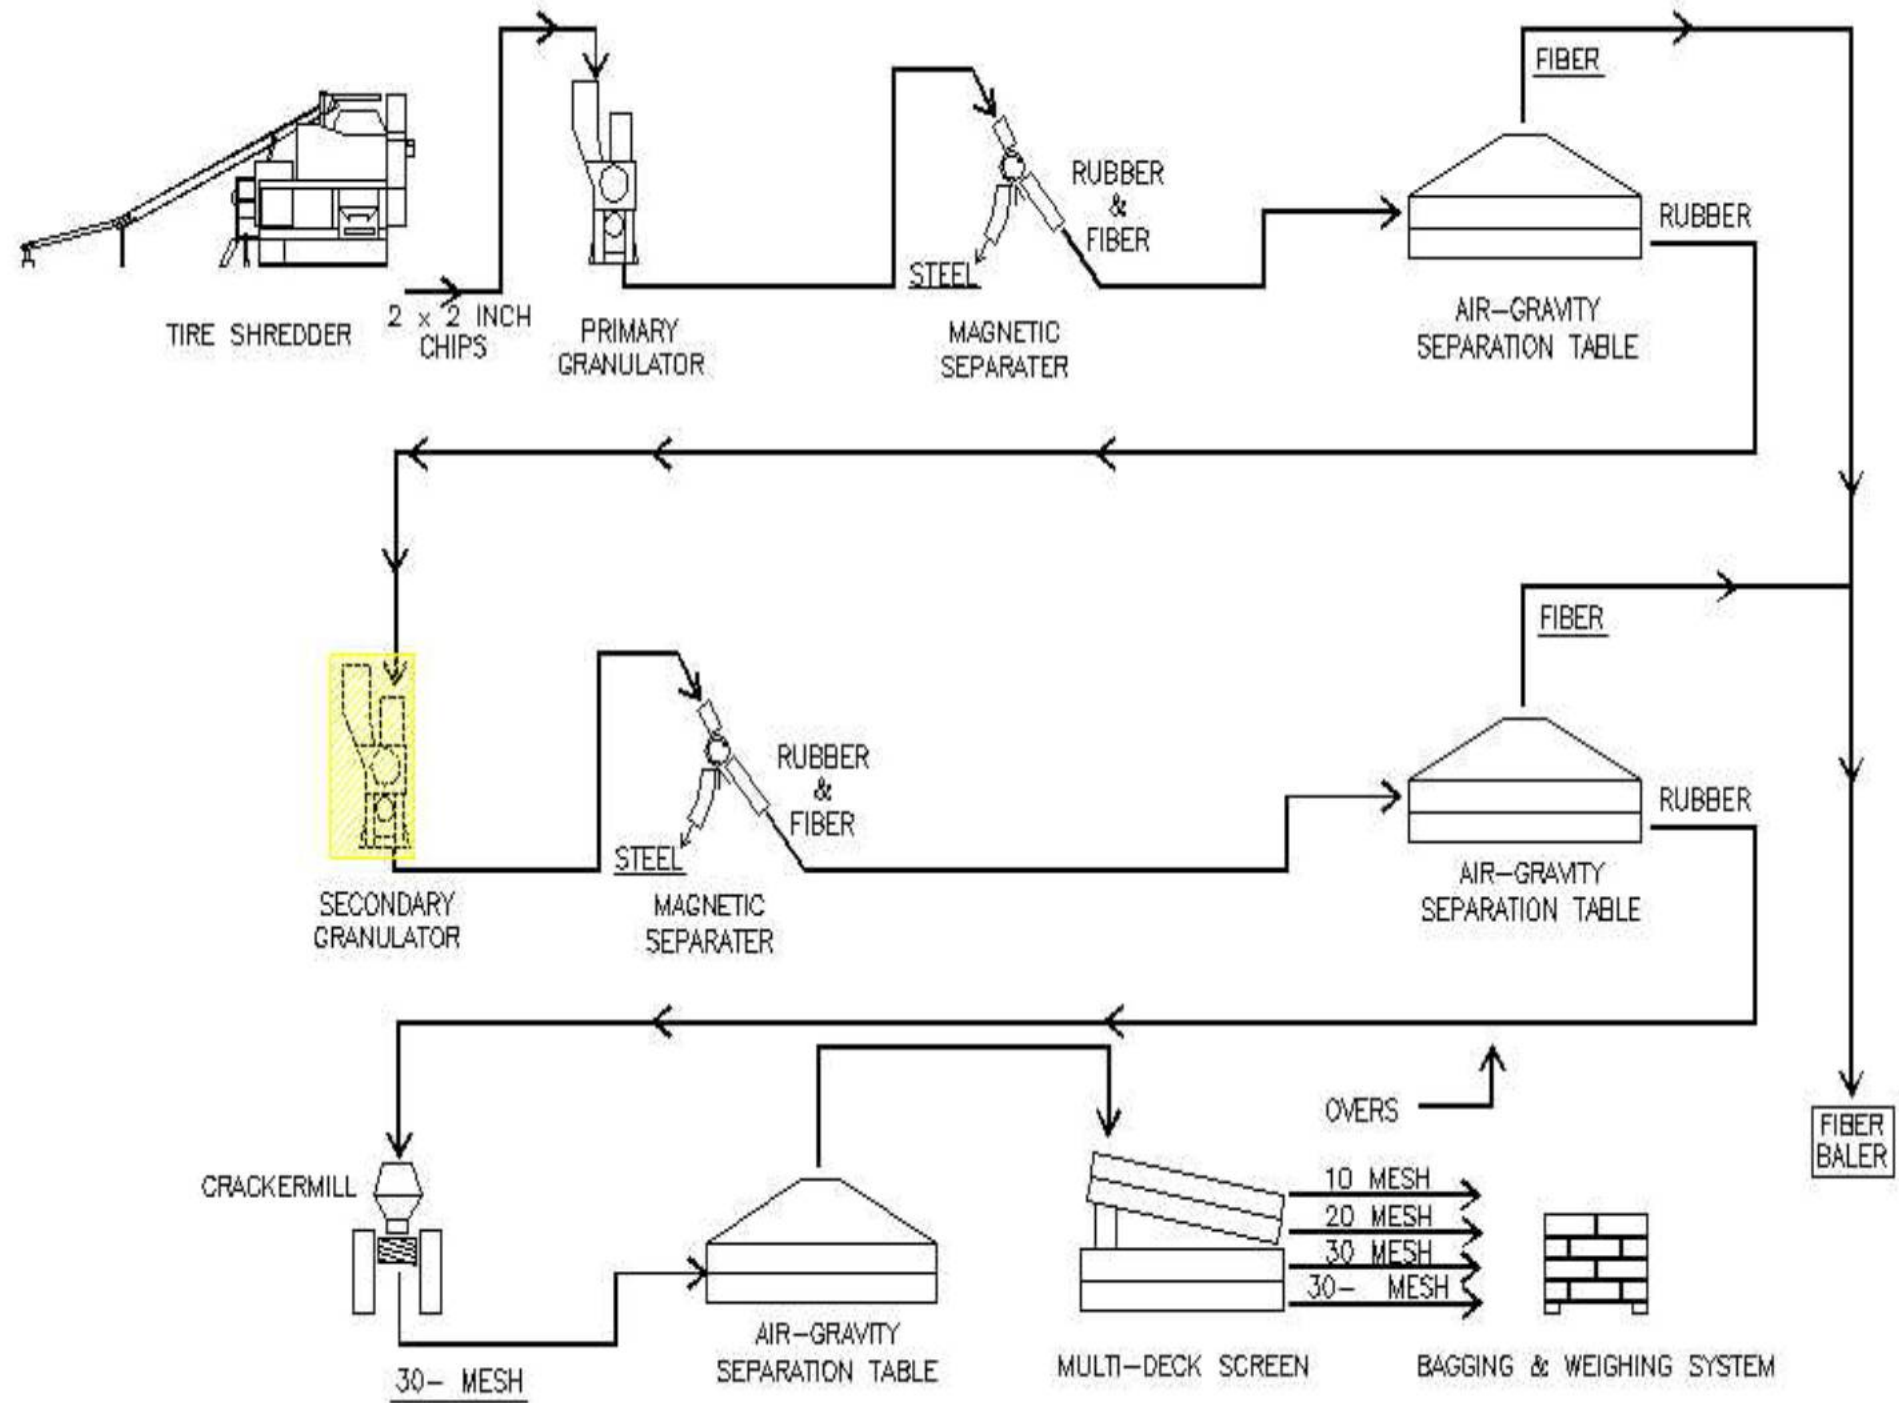 FIBER
RUBBER
&
FIBER
RUBBER
STEEL
2 x 2 INCH
CHIPS
TIRE SHREDDER
PRIMARY
GRANULATOR
MAGNETIC
SEPARATER
AIR-GRAVITY
SEPARATION TABLE
FIBER
RUBBER
&
FIBER
RUBBER
STEEL
SECONDARY
GRANULATOR
MAGNETIC
SEPARATER
AIR-GRAVITY
SEPARATION TABLE
OVERS
FIBER
BALER
CRACKERMILL
10 MESH
20 MESH
30 MESH
30- MESH
30- MESH
AIR-GRAVITY
SEPARATION TABLE
MULTI-DECK SCREEN
BAGGING & WEIGHING SYSTEM